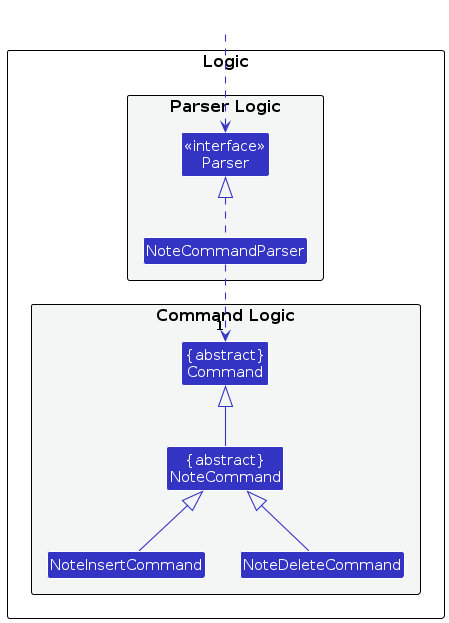 Logic
Parser Logic
«interface»
Parser
NoteCommandParser
Command Logic
1
{abstract}
Command
{abstract}
NoteCommand
NoteInsertCommand
NoteDeleteCommand